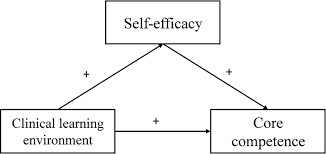 Self-efficacy
+
+
Clinical learning
environment
+
Core
competence